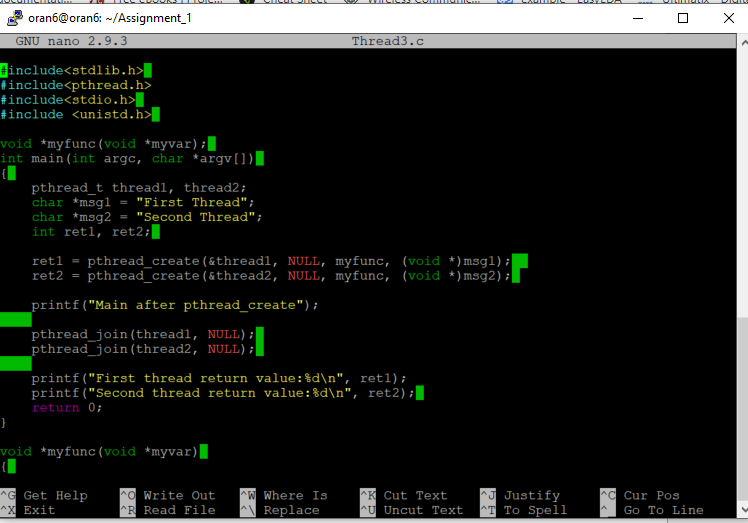 oran6@oran6: ~/Assignment_1
GNU nano 2.9.3 Thread3.c
#include<stdlib.h>
#include<pthread.h>
#include<stdio.h>
#include <unistd.h>
void *myfunc(void *myvar);
int main(int argc, char *argv[])
{
pthread_t thread1, thread2;
char *msg1 = "First Thread";
char *msg2 = "Second Thread";
int ret1, ret2;
ret1 = pthread_create(&thread1, NULL, myfunc, (void *)msg1);
ret2 = pthread_create(&thread2, NULL, myfunc, (void *)msg2);
printf("Main after pthread_create");
pthread_join(thread1, NULL);
pthread_join(thread2, NULL);
printf("First thread return value:%d\n", ret1);
printf("Second thread return value:%d\n", ret2);
return 0;
}
void *myfunc(void *myvar)
{
^G Get Help ^O Write Out ^W Where Is ^K Cut Text ^J Justify ^C Cur Pos
^X Exit ^R Read File ^\ Replace ^U Uncut Text ^T To Spell ^_ Go To Line